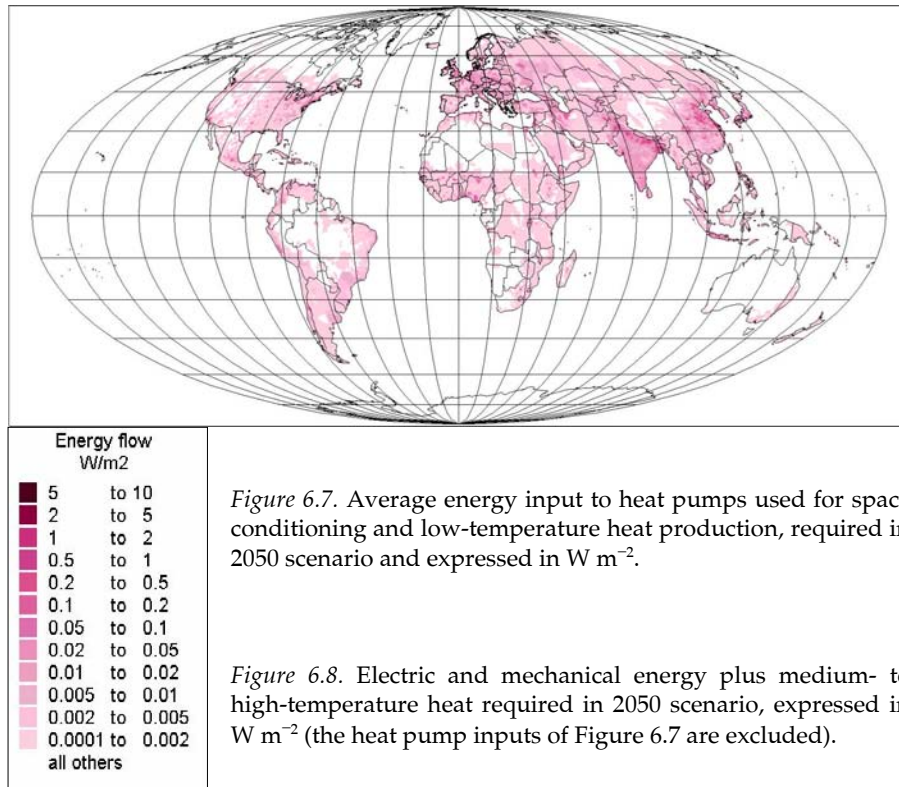 Energy flow
W/m2
5 to 10
2 to 5
1 to 2
0.5 to 1
0.2 to 0.5
0.1 to 0.2
0.05 to 0.1
0.02 to 0.05
0.01 to 0.02
0.005 to 0.01
0.002 to 0.005
0.0001 to 0.002
all others
Figure 6.7. Average energy input to heat pumps used for spac
conditioning and low-temperature heat production, required in
2050 scenario and expressed in W m⁻².
Figure 6.8. Electric and mechanical energy plus medium- to
high-temperature heat required in 2050 scenario, expressed in
W m⁻² (the heat pump inputs of Figure 6.7 are excluded).